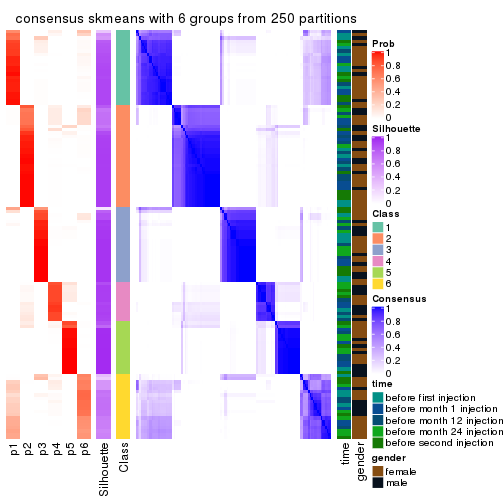 consensus skmeans with 6 groups from 250 partitions
Prob
1
0.8
0.6
0.4
0.2
0
Silhouette
1
0.8
0.6
0.4
0.2
0
Class
1
2
3
4
5
6
Consensus
1
0.8
0.6
0.4
0.2
0
time
before first injection
before month 1 injection
before month 12 injection
before month 24 injection
before second injection
gender
female
male
p1
p2
p3
p4
p5
p6
Silhouette
Class
time
gender